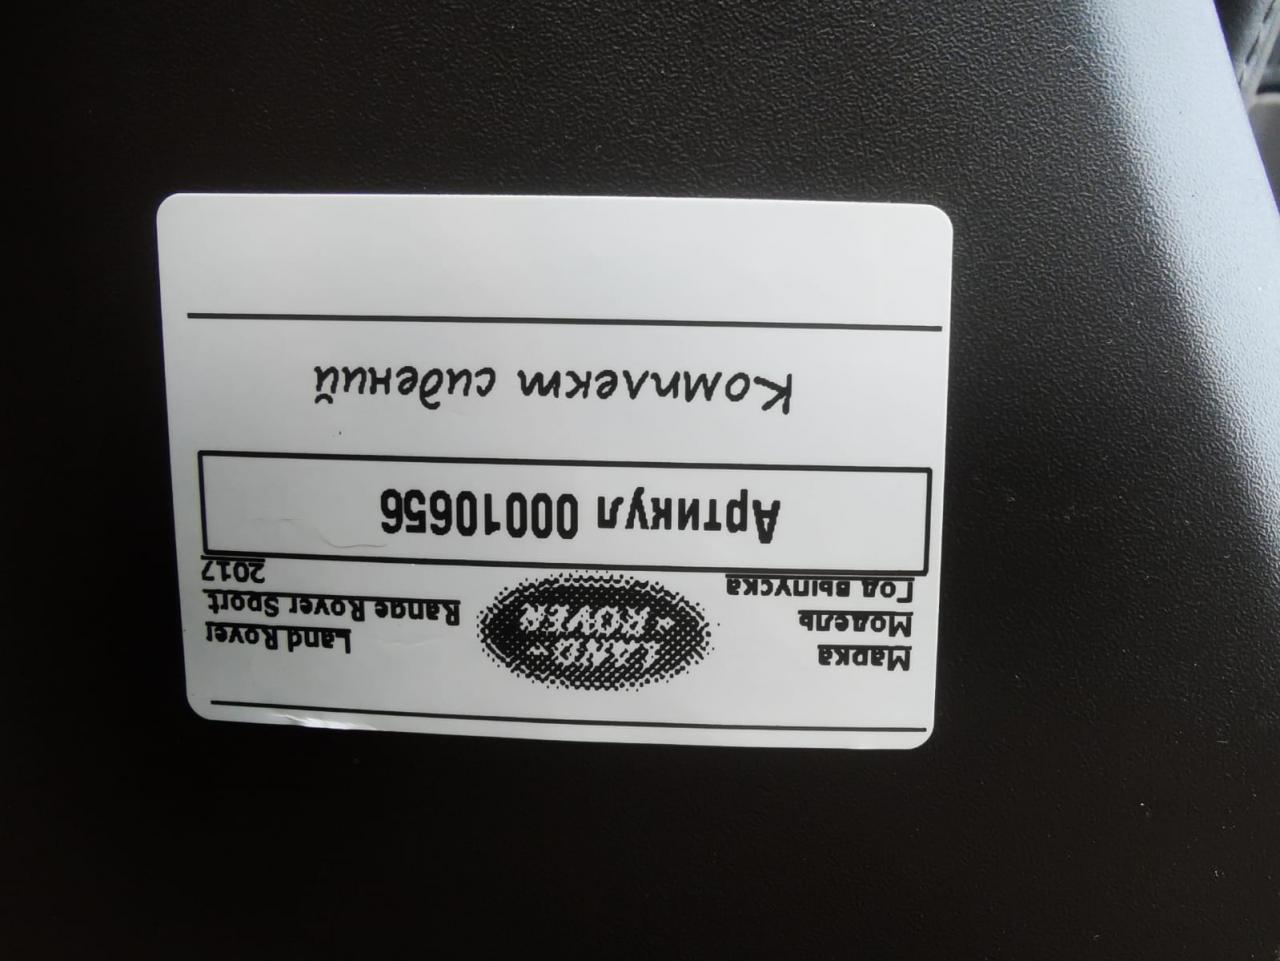 Марка
LAND-
-ROVER
Land Rover
Модель
Range Rover Sport
Год выпуска
2017
Артикул 00010656
Комплект сидений